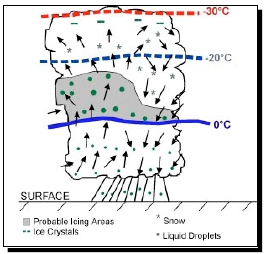 -30°C
-20°C
0°C
SURFACE
Probable Icing Areas
Snow
Ice Crystals
Liquid Droplets